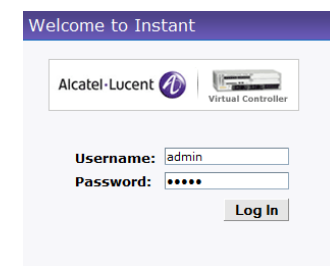 Welcome to Instant
Alcatel·Lucent
Virtual Controller
Username: admin
Password: •••••
Log In